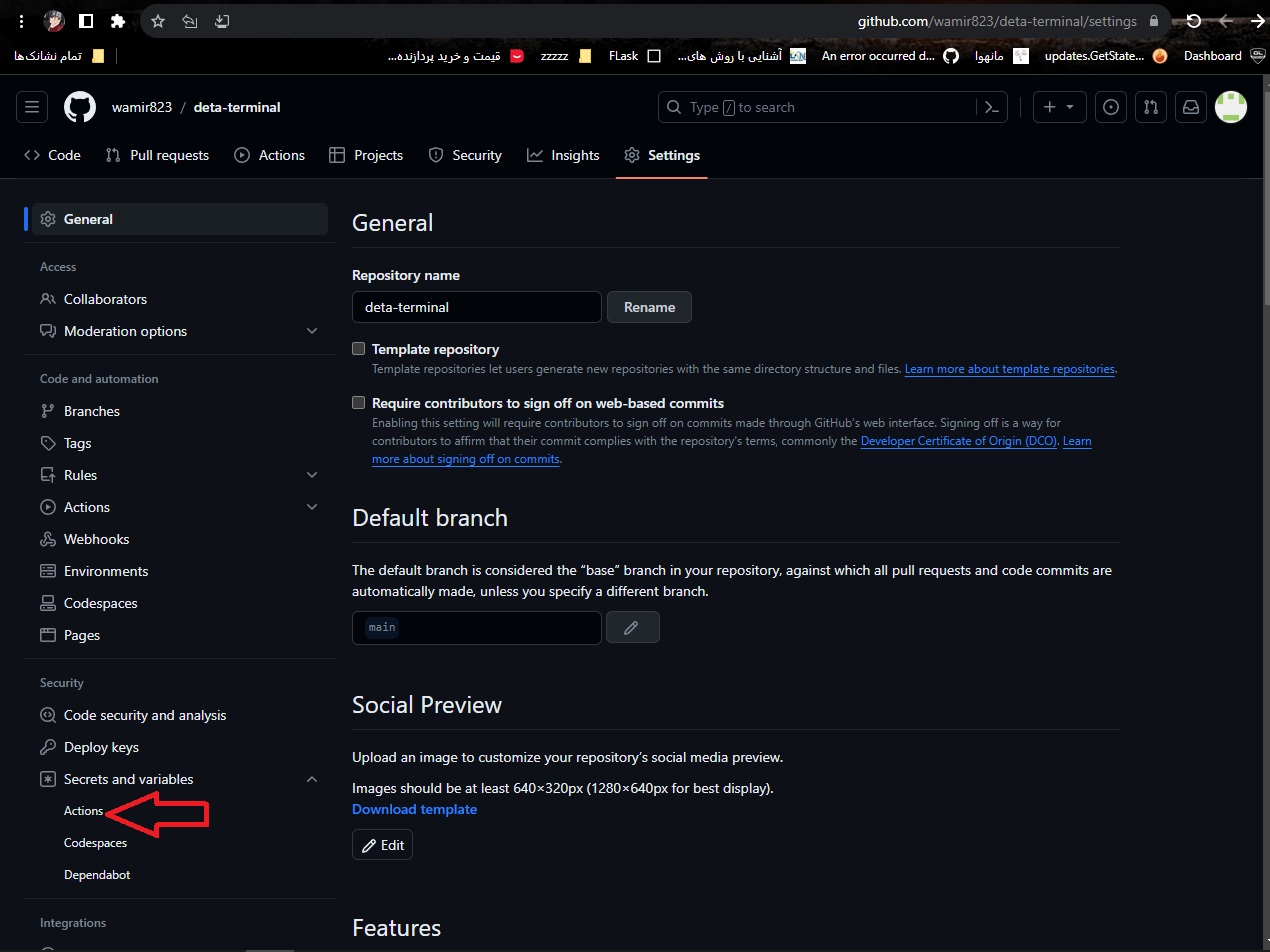 github.com/wamir823/deta-terminal/settings
تمام نشانک‌ها
قیمت و خرید پردازنده...
zzzzz
FLask
آشنایی با روش های...
An error occurred d...
مانهوا
updates.GetState...
Dashboard
wamir823 / deta-terminal
Type / to search
Code
Pull requests
Actions
Projects
Security
Insights
Settings
General
Access
Collaborators
Moderation options
Code and automation
Branches
Tags
Rules
Actions
Webhooks
Environments
Codespaces
Pages
Security
Code security and analysis
Deploy keys
Secrets and variables
Actions
Codespaces
Dependabot
Integrations
General
Repository name
deta-terminal
Rename
Template repository
Template repositories let users generate new repositories with the same directory structure and files. Learn more about template repositories.
Require contributors to sign off on web-based commits
Enabling this setting will require contributors to sign off on commits made through GitHub's web interface. Signing off is a way for
contributors to affirm that their commit complies with the repository's terms, commonly the Developer Certificate of Origin (DCO). Learn
more about signing off on commits.
Default branch
The default branch is considered the “base” branch in your repository, against which all pull requests and code commits are
automatically made, unless you specify a different branch.
main
Social Preview
Upload an image to customize your repository's social media preview.
Images should be at least 640×320px (1280×640px for best display).
Download template
Edit
Features